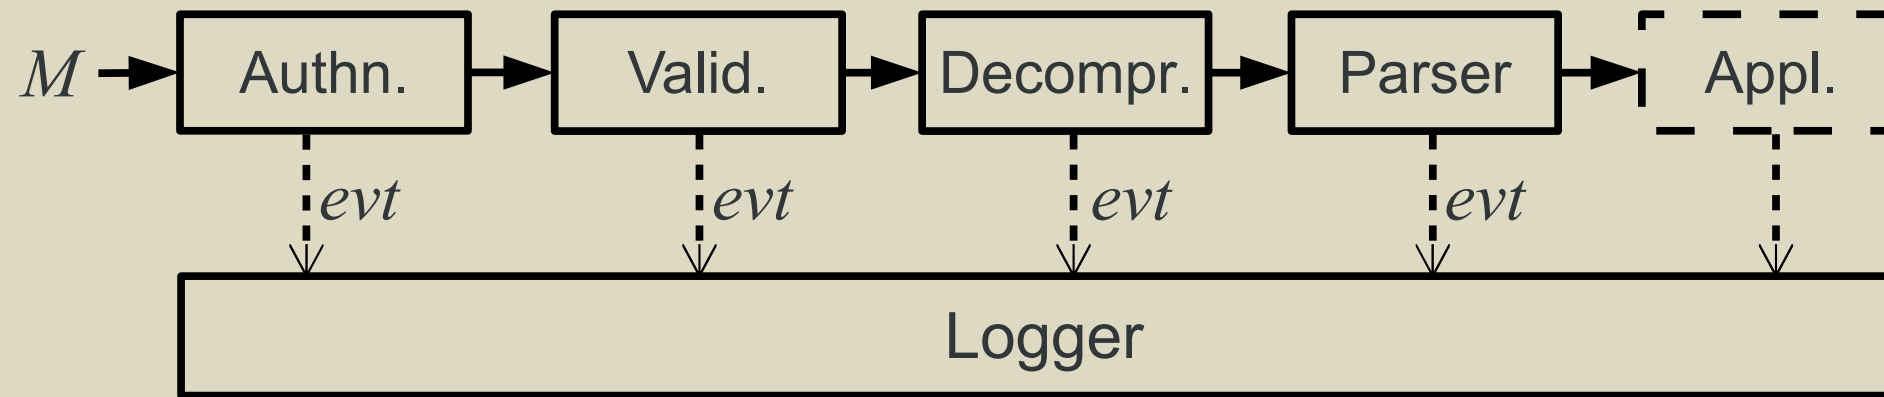 M Authn. Valid. Decompr. Parser Appl.
evt evt evt evt
Logger